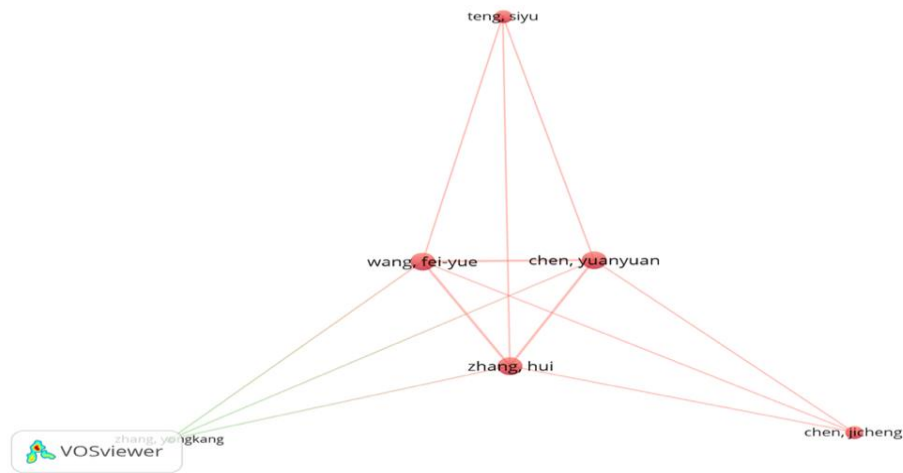 teng, siyu
wang, fei-yue
chen, yuanyuan
zhang, hui
chen, jicheng
zhang, yongkang
VOSviewer